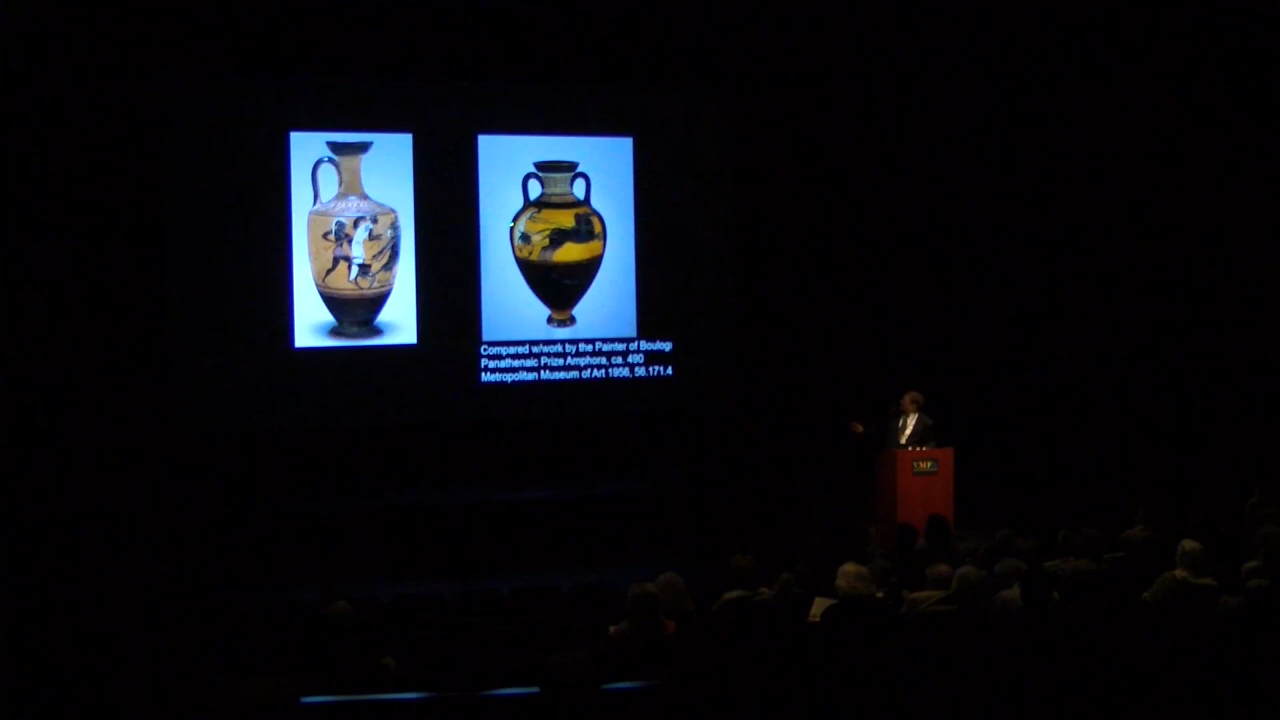 Compared w/work by the Painter of Boulog
Panathenaic Prize Amphora, ca. 490
Metropolitan Museum of Art 1956, 56.171.4
VMFA